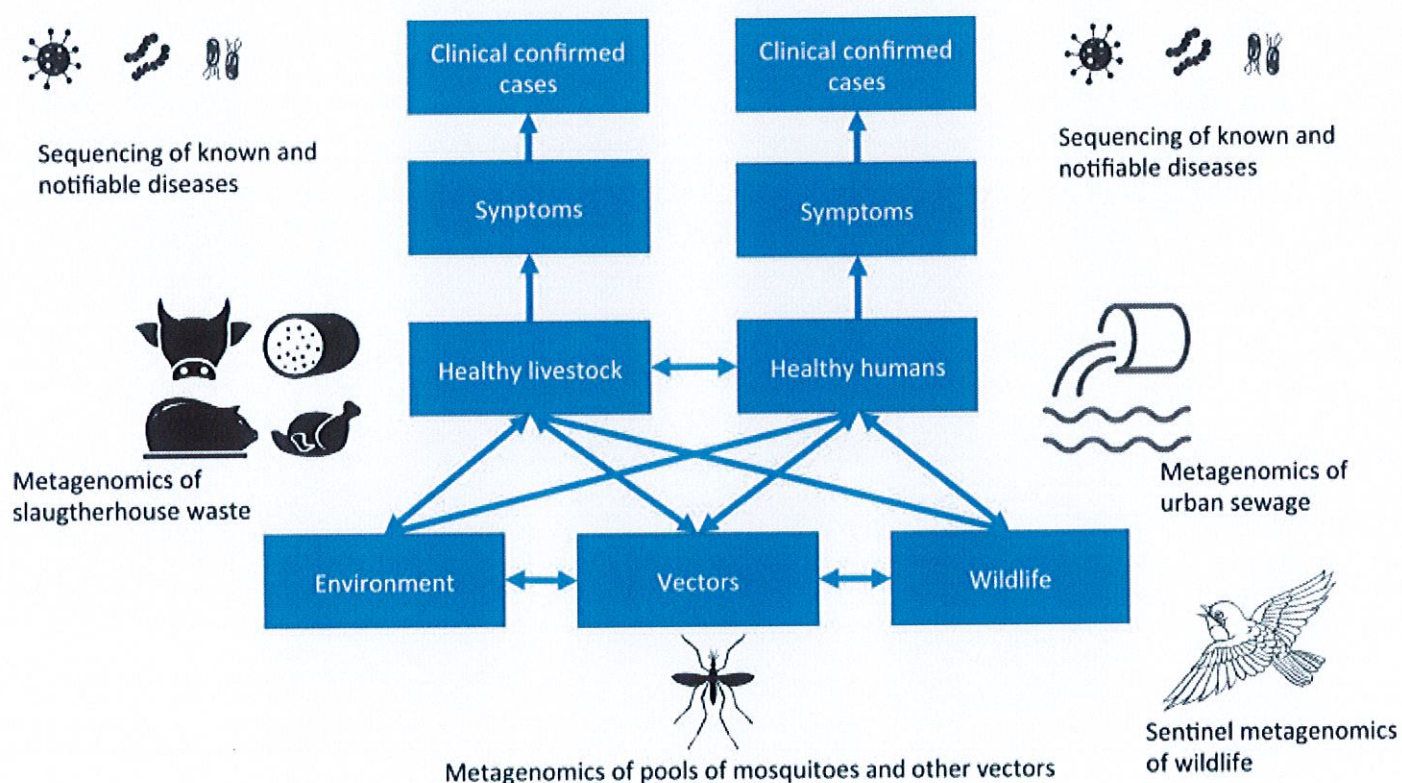 Clinical confirmed
cases
Clinical confirmed
cases
Sequencing of known and
notifiable diseases
Sequencing of known and
notifiable diseases
Synptoms
Symptoms
Healthy livestock
Healthy humans
Metagenomics of
slaugtherhouse waste
Metagenomics of
urban sewage
Environment
Vectors
Wildlife
Sentinel metagenomics
of wildlife
Metagenomics of pools of mosquitoes and other vectors